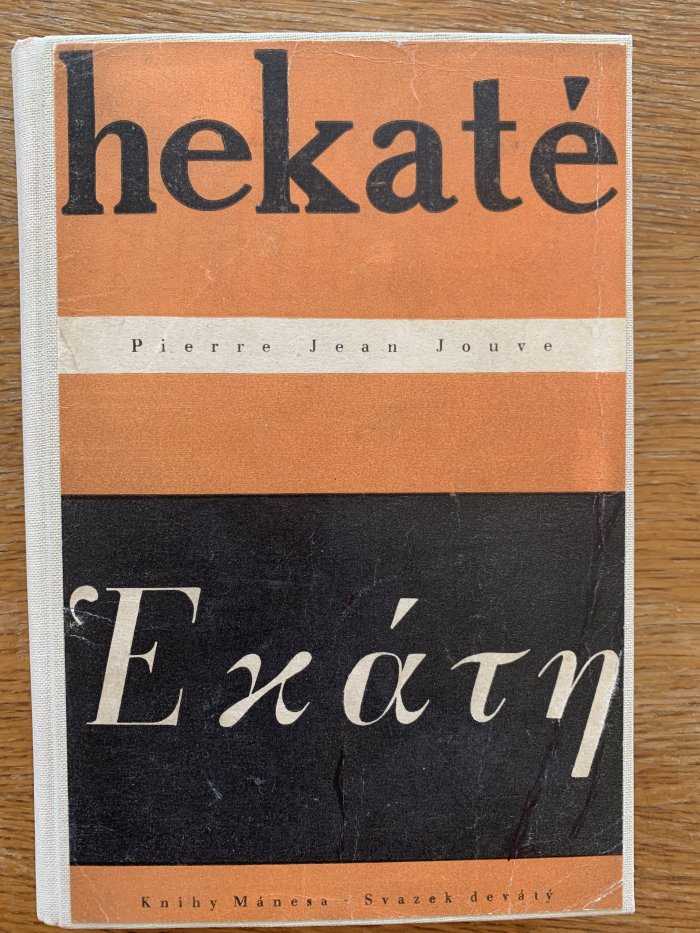 hekaté
Pierre Jean Jouve
Ἑκάτη
Knihy Mánesa - Svazek devátý